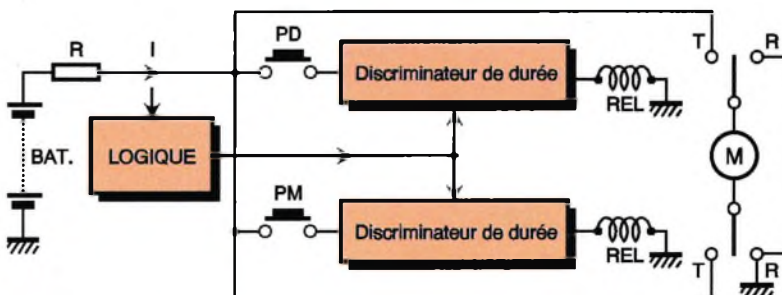 R
I
PD
Discriminateur de durée
REL
T
R
BAT.
LOGIQUE
M
PM
Discriminateur de durée
REL
T
R